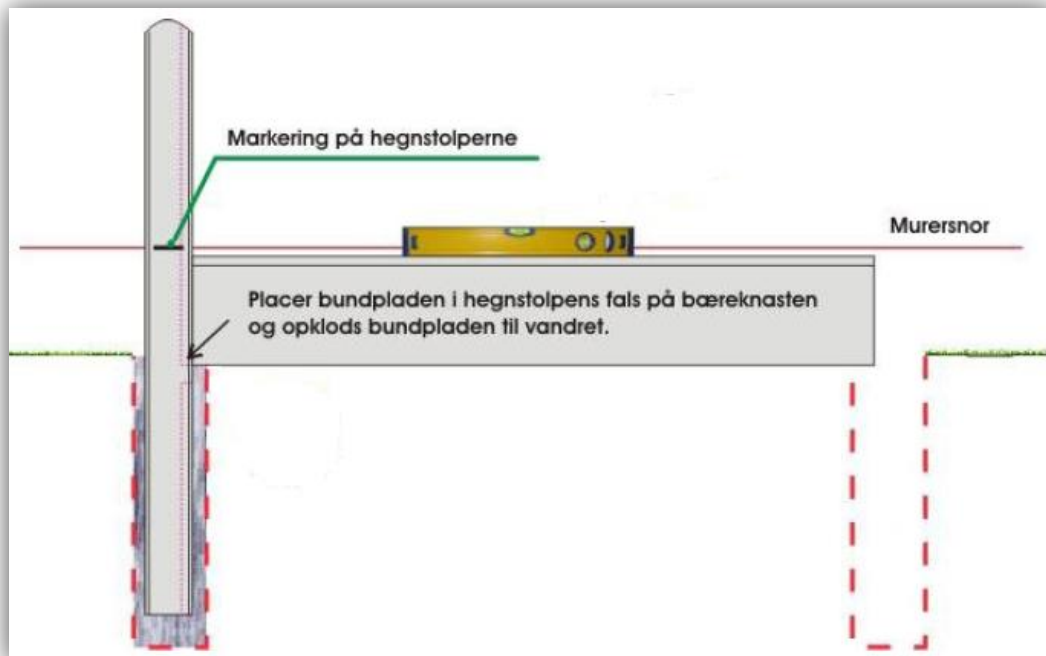 Markering på hegnstolperne
Murersnor
Placer bundpladen i hegnstolpens fals på bæreknasten
og opklods bundpladen til vandret.